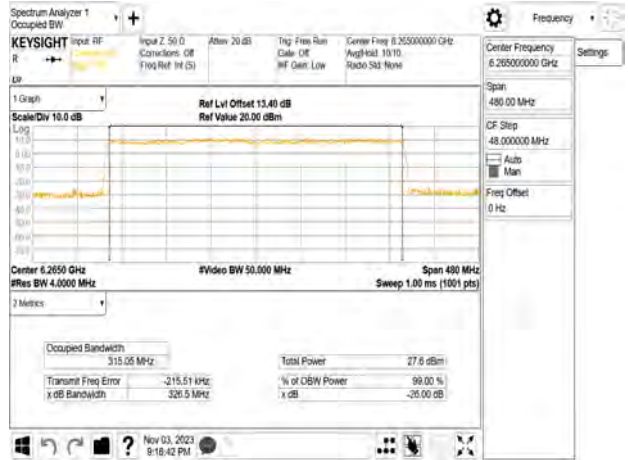 Spectrum Analyzer 1
Occupied BW
+
Frequency
KEYSIGHT
Input: RF
Input Z: 50 Ω
Atten: 20 dB
Trig: Free Run
Center Freq: 6.265000000 GHz
Corrections: Off
Gate: Off
Avg|Hold: 10/10
Freq Ref: Int (S)
#IF Gain: Low
Radio Std: None
Center Frequency
6.265000000 GHz
Settings
Span
480.00 MHz
CF Step
48.000000 MHz
Auto
Man
Freq Offset
0 Hz
1 Graph
Scale/Div 10.0 dB
Ref Lvl Offset 13.40 dB
Ref Value 20.00 dBm
Log
10.0
0.00
Center 6.2650 GHz
#Video BW 50.000 MHz
Span 480 MHz
#Res BW 4.0000 MHz
Sweep 1.00 ms (1001 pts)
2 Metrics
Occupied Bandwidth
315.05 MHz
Total Power
27.6 dBm
Transmit Freq Error
-215.51 kHz
% of OBW Power
99.00 %
x dB Bandwidth
326.5 MHz
x dB
-26.00 dB
?
Nov 03, 2023
9:18:42 PM